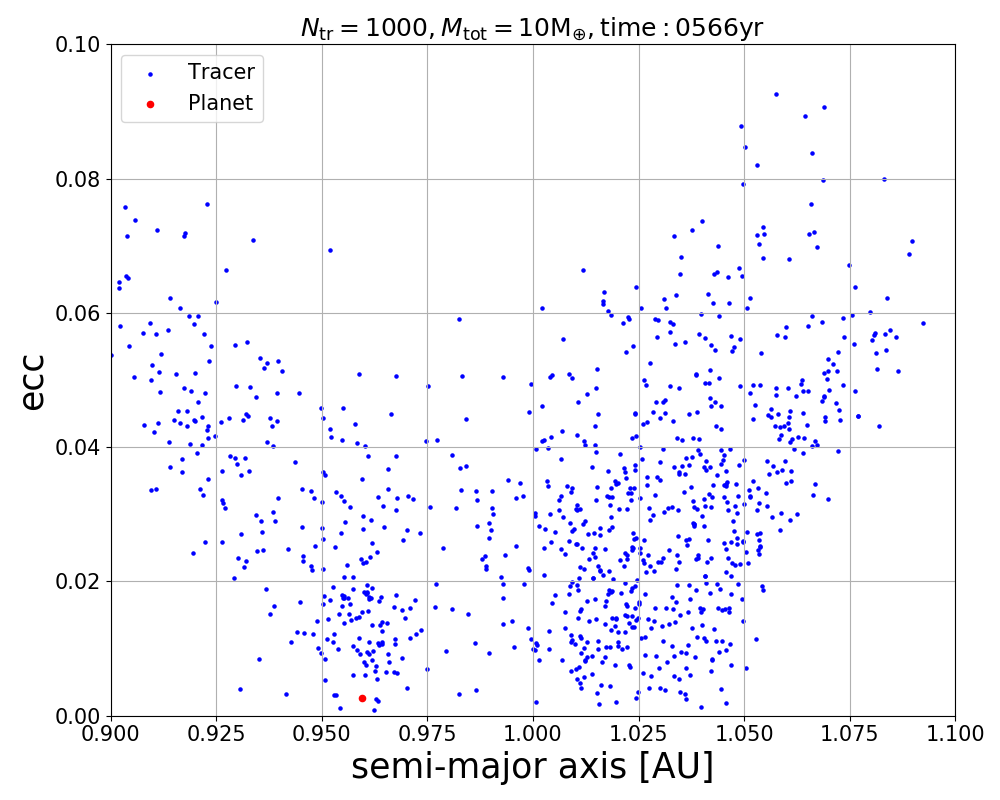 N_tr = 1000, M_tot = 10M_⊕, time : 0566yr
Tracer
Planet
ecc
0.10
0.08
0.06
0.04
0.02
0.00
0.900 0.925 0.950 0.975 1.000 1.025 1.050 1.075 1.100
semi-major axis [AU]